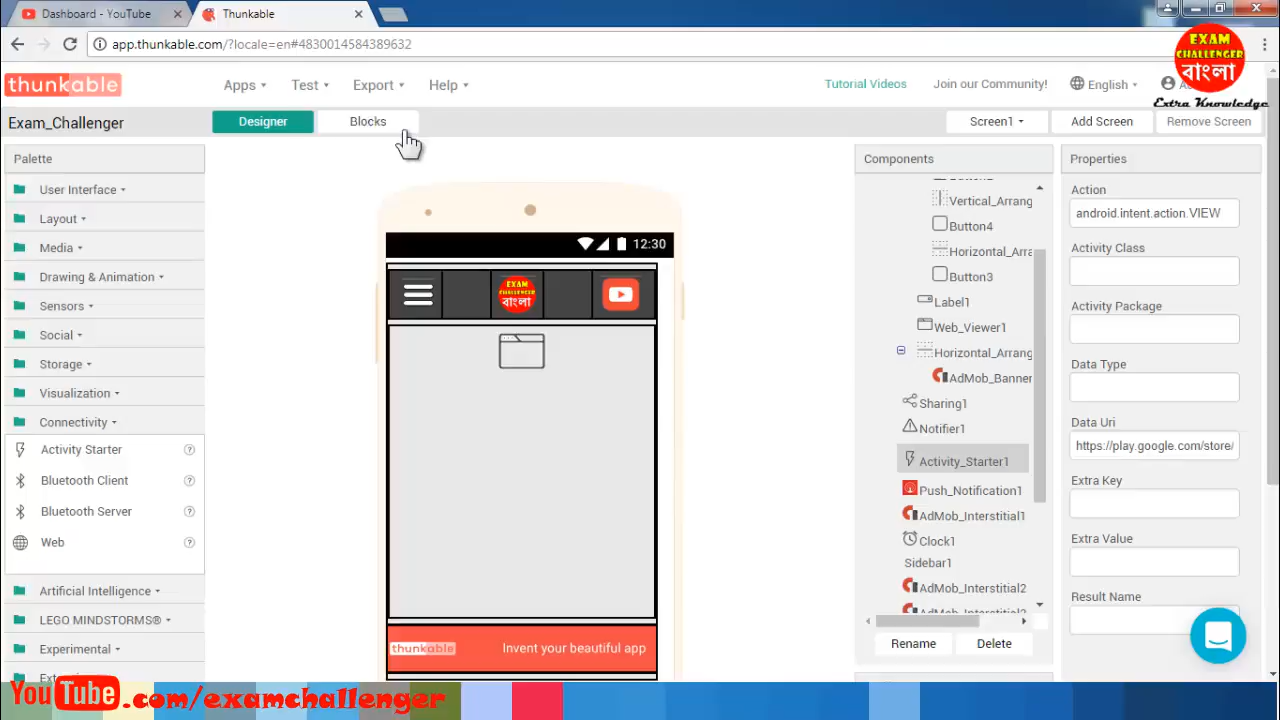 Dashboard - YouTube
Thunkable
app.thunkable.com/?locale=en#4830014584389632
EXAM
CHALLENGER
বাংলা
Extra Knowledge
thunkable
Apps
Test
Export
Help
Tutorial Videos
Join our Community!
English
Exam_Challenger
Designer
Blocks
Screen1
Add Screen
Remove Screen
Palette
User Interface
Layout
Media
Drawing & Animation
Sensors
Social
Storage
Visualization
Connectivity
Activity Starter
Bluetooth Client
Bluetooth Server
Web
Artificial Intelligence
LEGO MINDSTORMS®
Experimental
12:30
EXAM
CHALLENGER
বাংলা
thunkable
Invent your beautiful app
Components
Vertical_Arrang
Button4
Horizontal_Arra
Button3
Label1
Web_Viewer1
Horizontal_Arrang
AdMob_Banner
Sharing1
Notifier1
Activity_Starter1
Push_Notification1
AdMob_Interstitial1
Clock1
Sidebar1
AdMob_Interstitial2
Rename
Delete
Properties
Action
android.intent.action.VIEW
Activity Class
Activity Package
Data Type
Data Uri
https://play.google.com/store/
Extra Key
Extra Value
Result Name
YouTube.com/examchallenger